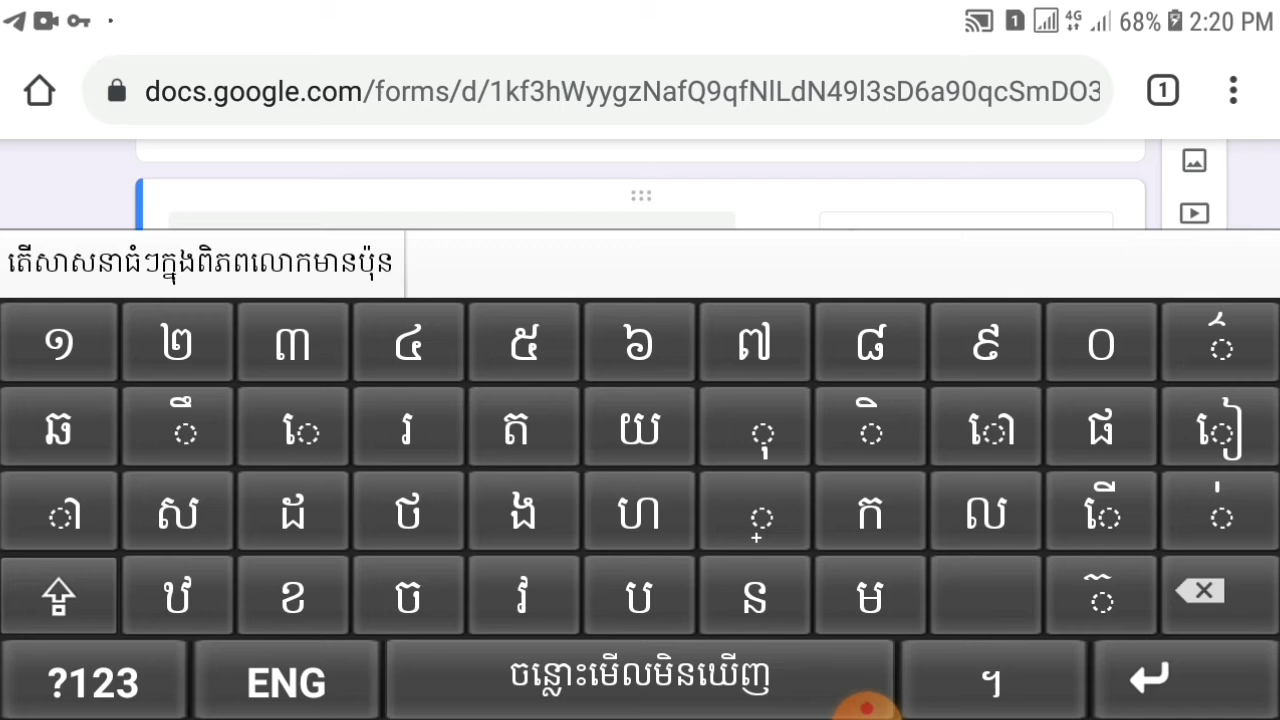 4G 68% 2:20 PM
1
docs.google.com/forms/d/1kf3hWyygzNafQ9qfNlLdN49l3sD6a90qcSmDO3
1
តើសាសនាធំៗក្នុងពិភពលោកមានប៉ុន
១ ២ ៣ ៤ ៥ ៦ ៧ ៨ ៩ ០ ៌
ឆ ឹ េ រ ត យ ុ ិ ោ ផ ៀ
ា ស ដ ថ ង ហ ្ ក ល ើ ់
ឋ ខ ច វ ប ន ម ៊
?123 ENG ចន្លោះមើលមិនឃើញ ។